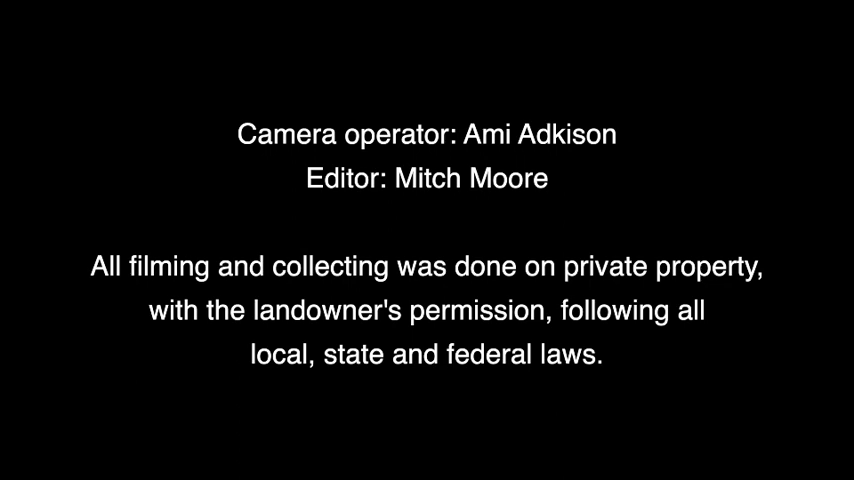 Camera operator: Ami Adkison
Editor: Mitch Moore
All filming and collecting was done on private property,
with the landowner's permission, following all
local, state and federal laws.